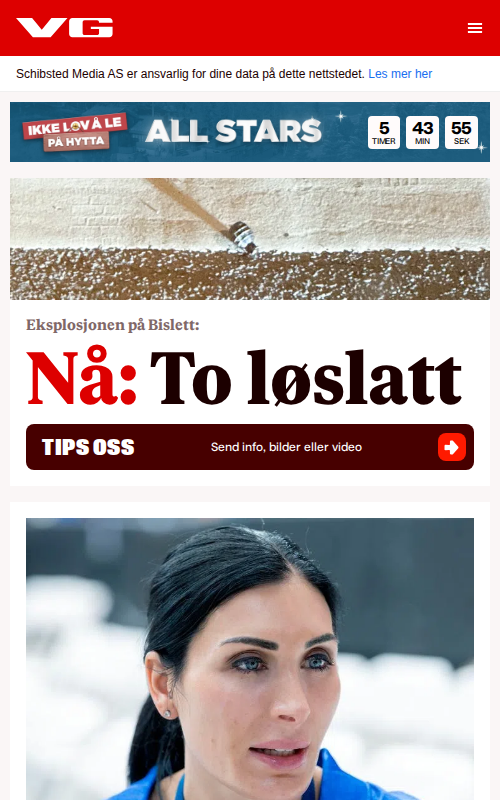 VG
Schibsted Media AS er ansvarlig for dine data på dette nettstedet. Les mer her
IKKE LOV Å LE
PÅ HYTTA
ALL STARS
5 43 55
TIMER MIN SEK
Eksplosjonen på Bislett:
Nå: To løslatt
TIPS OSS Send info, bilder eller video